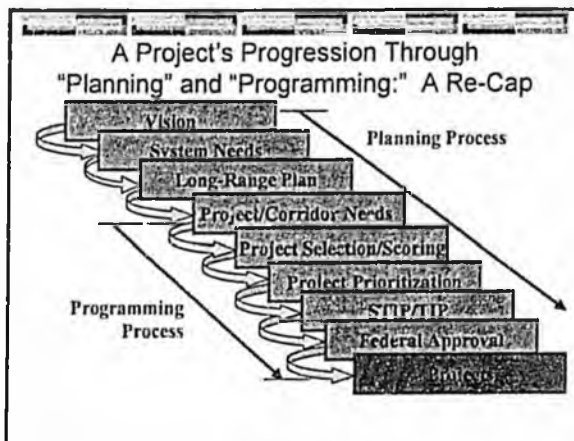 A Project's Progression Through
"Planning" and "Programming:" A Re-Cap
Vision
Planning Process
System Needs
Long-Range Plan
Project/Corridor Needs
Project Selection/Scoring
Project Prioritization
Programming
Process
STIP/TIP
Federal Approval
Projects